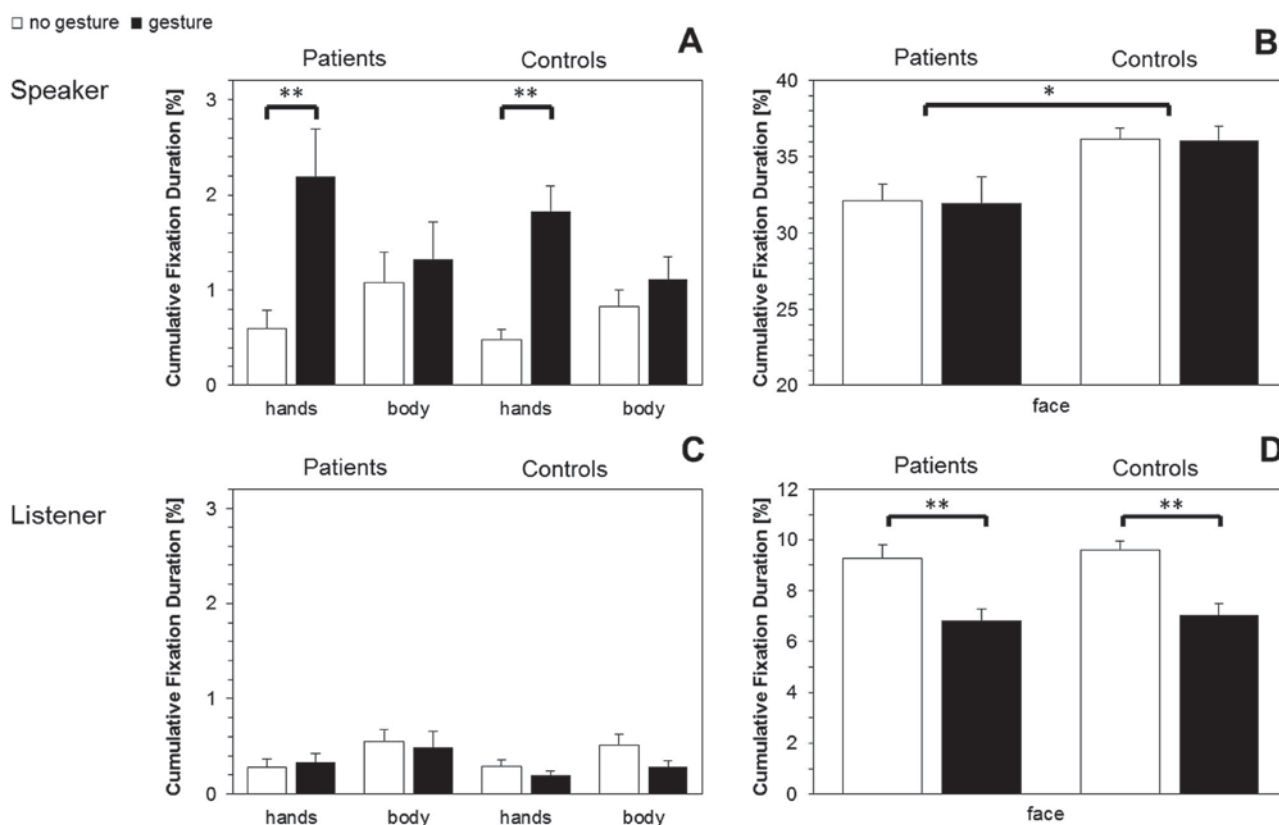 □ no gesture ■ gesture
A
B
Patients Controls
Patients Controls
Speaker
Cumulative Fixation Duration [%]
3
2
1
0
** **
hands body hands body
Cumulative Fixation Duration [%]
40
35
30
25
20
*
face
C
D
Patients Controls
Patients Controls
Listener
Cumulative Fixation Duration [%]
3
2
1
0
hands body hands body
Cumulative Fixation Duration [%]
12
10
8
6
4
2
0
** **
face